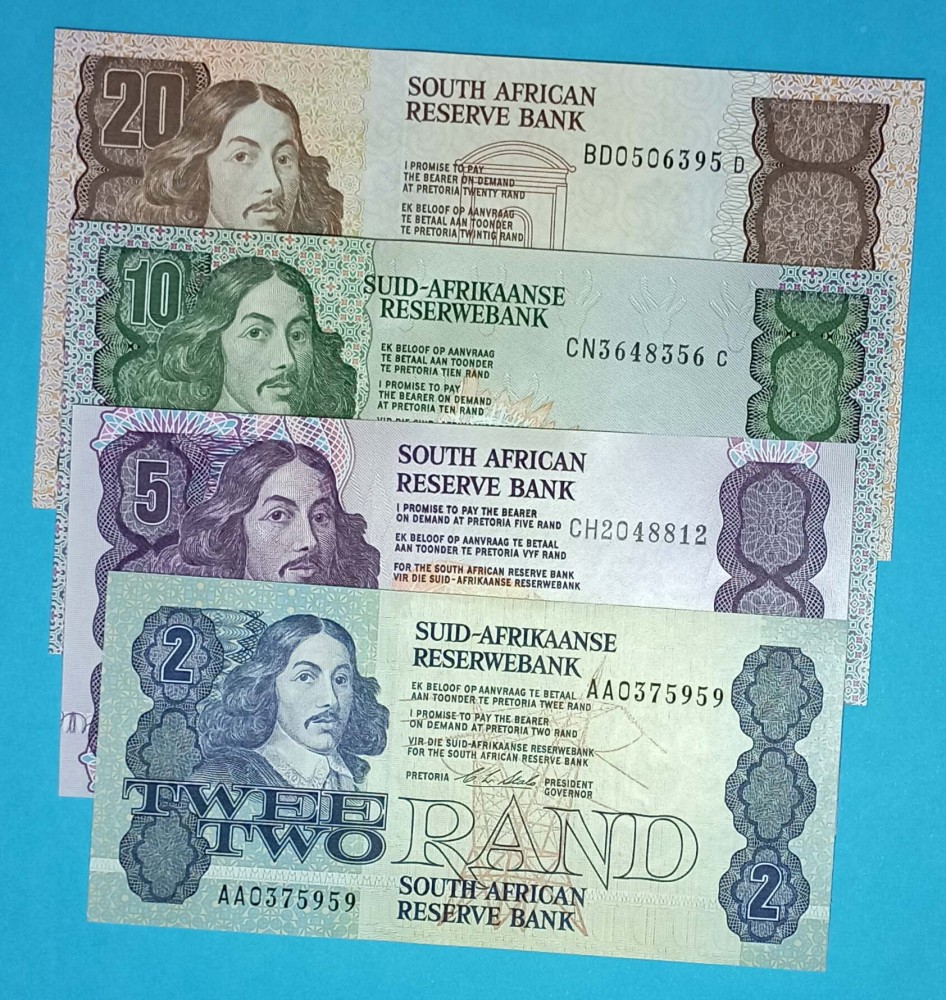 20
SOUTH AFRICAN
RESERVE BANK
BD0506395 D
I PROMISE TO PAY
THE BEARER ON DEMAND
AT PRETORIA TWENTY RAND
EK BELOOF OP AANVRAAG
TE BETAAL AAN TOONDER
TE PRETORIA TWINTIG RAND
10
SUID-AFRIKAANSE
RESERWEBANK
CN3648356 C
EK BELOOF OP AANVRAAG
TE BETAAL AAN TOONDER
TE PRETORIA TIEN RAND
I PROMISE TO PAY
THE BEARER ON DEMAND
AT PRETORIA TEN RAND
5
SOUTH AFRICAN
RESERVE BANK
I PROMISE TO PAY THE BEARER
ON DEMAND AT PRETORIA FIVE RAND
CH2048812
EK BELOOF OP AANVRAAG TE BETAAL
AAN TOONDER TE PRETORIA VYF RAND
FOR THE SOUTH AFRICAN RESERVE BANK
VIR DIE SUID-AFRIKAANSE RESERWEBANK
2
SUID-AFRIKAANSE
RESERWEBANK
EK BELOOF OP AANVRAAG TE BETAAL
AAN TOONDER TE PRETORIA TWEE RAND
AA0375959
I PROMISE TO PAY THE BEARER
ON DEMAND AT PRETORIA TWO RAND
VIR DIE SUID-AFRIKAANSE RESERWEBANK
FOR THE SOUTH AFRICAN RESERVE BANK
PRETORIA PRESIDENT
GOVERNOR
TWEE
TWO RAND
AA0375959
SOUTH AFRICAN
RESERVE BANK
2